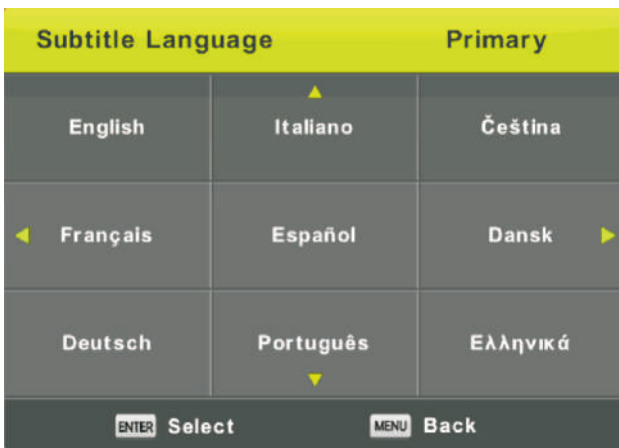 Subtitle Language Primary
English Italiano Čeština
Français Español Dansk
Deutsch Português Ελληνικά
ENTER Select MENU Back